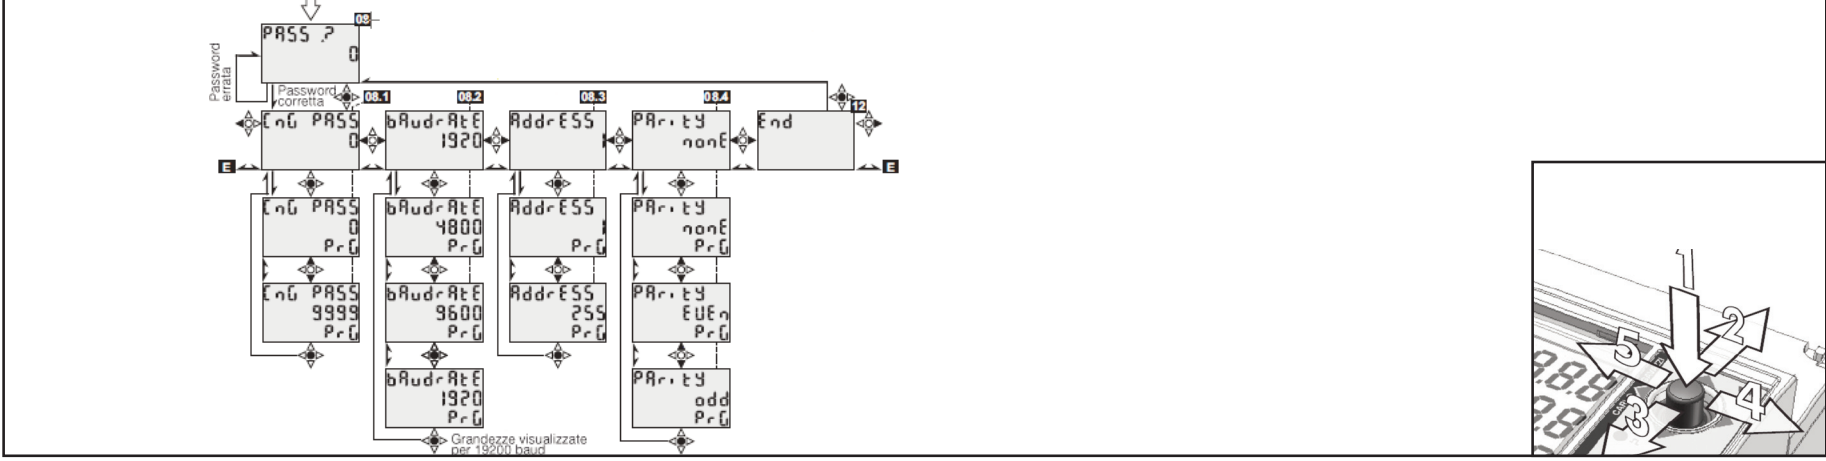 08
PASS ?
0
Password
errata
Password
corretta
08.1
08.2
08.3
08.4
12
CnG PASS
0
bAudrAtE
1920
AddrESS
1
PAritY
nonE
End
E
E
CnG PASS
0
PrG
bAudrAtE
4800
PrG
AddrESS
1
PrG
PAritY
nonE
PrG
CnG PASS
9999
PrG
bAudrAtE
9600
PrG
AddrESS
255
PrG
PAritY
EVEn
PrG
bAudrAtE
1920
PrG
PAritY
odd
PrG
Grandezze visualizzate
per 19200 baud
1
2
5
4
3